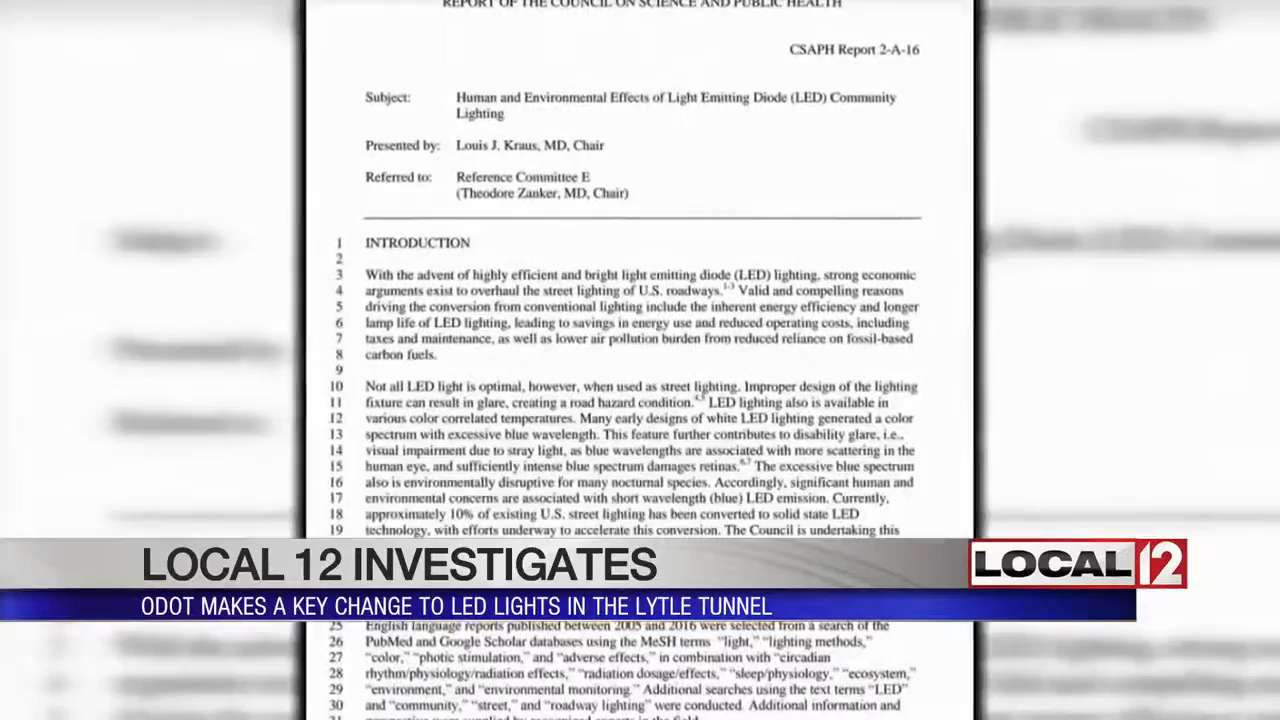 REPORT OF THE COUNCIL ON SCIENCE AND PUBLIC HEALTH
CSAPH Report 2-A-16
Subject: Human and Environmental Effects of Light Emitting Diode (LED) Community
Lighting
Presented by: Louis J. Kraus, MD, Chair
Referred to: Reference Committee E
(Theodore Zanker, MD, Chair)
1 INTRODUCTION
2
3 With the advent of highly efficient and bright light emitting diode (LED) lighting, strong economic
4 arguments exist to overhaul the street lighting of U.S. roadways.1-3 Valid and compelling reasons
5 driving the conversion from conventional lighting include the inherent energy efficiency and longer
6 lamp life of LED lighting, leading to savings in energy use and reduced operating costs, including
7 taxes and maintenance, as well as lower air pollution burden from reduced reliance on fossil-based
8 carbon fuels.
9
10 Not all LED light is optimal, however, when used as street lighting. Improper design of the lighting
11 fixture can result in glare, creating a road hazard condition.4,5 LED lighting also is available in
12 various color correlated temperatures. Many early designs of white LED lighting generated a color
13 spectrum with excessive blue wavelength. This feature further contributes to disability glare, i.e.,
14 visual impairment due to stray light, as blue wavelengths are associated with more scattering in the
15 human eye, and sufficiently intense blue spectrum damages retinas.6,7 The excessive blue spectrum
16 also is environmentally disruptive for many nocturnal species. Accordingly, significant human and
17 environmental concerns are associated with short wavelength (blue) LED emission. Currently,
18 approximately 10% of existing U.S. street lighting has been converted to solid state LED
19 technology, with efforts underway to accelerate this conversion. The Council is undertaking this
LOCAL 12 INVESTIGATES
LOCAL 12
ODOT MAKES A KEY CHANGE TO LED LIGHTS IN THE LYTLE TUNNEL
25 English language reports published between 2005 and 2016 were selected from a search of the
26 PubMed and Google Scholar databases using the MeSH terms "light," "lighting methods,"
27 "color," "photic stimulation," and "adverse effects," in combination with "circadian
28 rhythm/physiology/radiation effects," "radiation dosage/effects," "sleep/physiology," "ecosystem,"
29 "environment," and "environmental monitoring." Additional searches using the text terms "LED"
30 and "community," "street," and "roadway lighting" were conducted. Additional information and